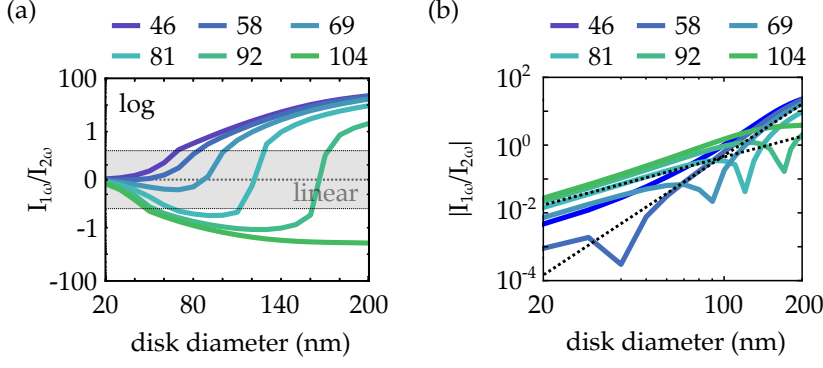 (a)
46 58 69
81 92 104
100
1
0
-1
-100
log
linear
I1ω/I2ω
20 80 140 200
disk diameter (nm)
(b)
46 58 69
81 92 104
10^2
10^0
10^-2
10^-4
|I1ω/I2ω|
20 100 200
disk diameter (nm)